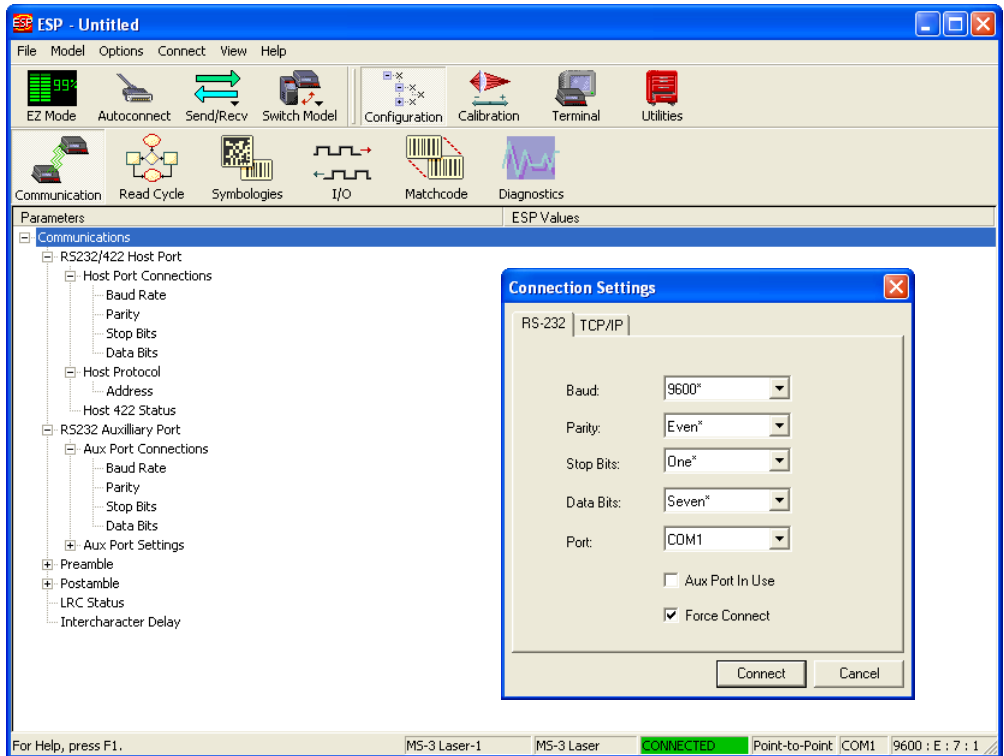 ESP - Untitled
File Model Options Connect View Help
99%
EZ Mode Autoconnect Send/Recv Switch Model Configuration Calibration Terminal Utilities
Communication Read Cycle Symbologies I/O Matchcode Diagnostics
Parameters ESP Values
Communications
RS232/422 Host Port
Host Port Connections
Baud Rate
Parity
Stop Bits
Data Bits
Host Protocol
Address
Host 422 Status
RS232 Auxilliary Port
Aux Port Connections
Baud Rate
Parity
Stop Bits
Data Bits
Aux Port Settings
Preamble
Postamble
LRC Status
Intercharacter Delay
Connection Settings
RS-232 TCP/IP
Baud: 9600*
Parity: Even*
Stop Bits: One*
Data Bits: Seven*
Port: COM1
Aux Port In Use
Force Connect
Connect Cancel
For Help, press F1. MS-3 Laser-1 MS-3 Laser CONNECTED Point-to-Point COM1 9600 : E : 7 : 1